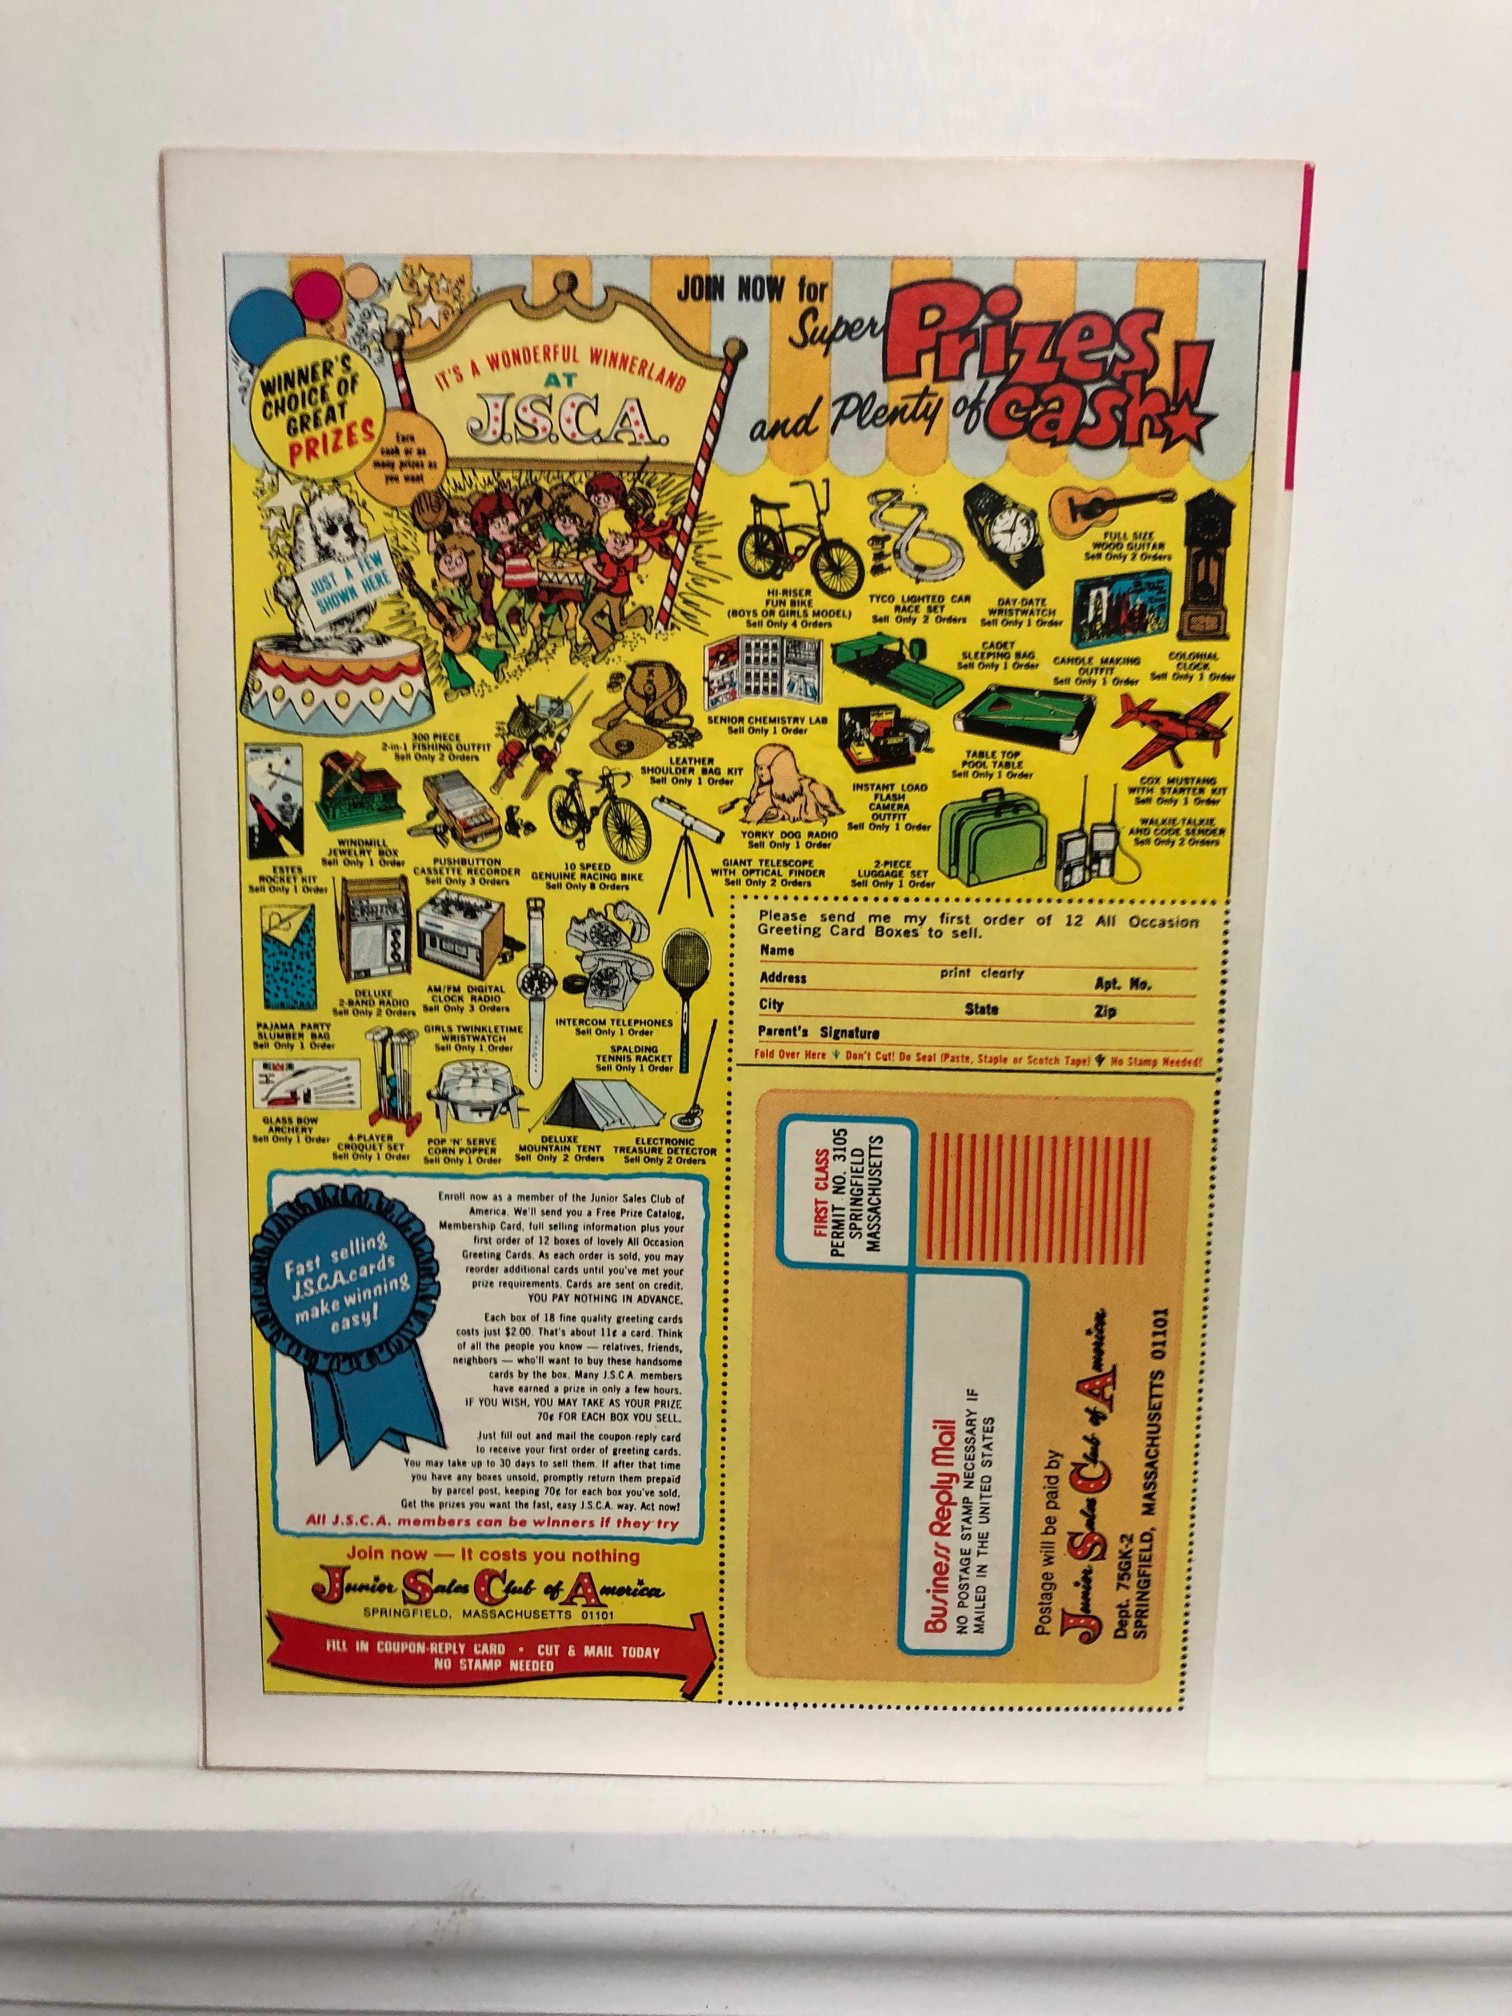 JOIN NOW for
Super Prizes
and Plenty of cash!
IT'S A WONDERFUL WINNERLAND
AT
J.S.C.A.
WINNER'S
CHOICE OF
GREAT
PRIZES
Earn
cash or as
many prizes as
you want
JUST A FEW
SHOWN HERE
HI-RISER
FUN BIKE
(BOYS OR GIRLS MODEL)
Sell Only 4 Orders
TYCO LIGHTED CAR
RACE SET
Sell Only 2 Orders
DAY-DATE
WRISTWATCH
Sell Only 1 Order
FULL SIZE
WOOD GUITAR
Sell Only 2 Orders
CADET
SLEEPING BAG
Sell Only 1 Order
CANDLE MAKING
OUTFIT
Sell Only 1 Order
COLONIAL
CLOCK
Sell Only 1 Order
SENIOR CHEMISTRY LAB
Sell Only 1 Order
300 PIECE
2-in-1 FISHING OUTFIT
Sell Only 2 Orders
LEATHER
SHOULDER BAG KIT
Sell Only 1 Order
TABLE TOP
POOL TABLE
Sell Only 1 Order
COX MUSTANG
WITH STARTER KIT
Sell Only 1 Order
INSTANT LOAD
FLASH
CAMERA
OUTFIT
Sell Only 1 Order
YORKY DOG RADIO
Sell Only 1 Order
WALKIE-TALKIE
AND CODE SENDER
Sell Only 2 Orders
ESTES
ROCKET KIT
Sell Only 1 Order
WINDMILL
JEWELRY BOX
Sell Only 1 Order
PUSHBUTTON
CASSETTE RECORDER
Sell Only 3 Orders
10 SPEED
GENUINE RACING BIKE
Sell Only 8 Orders
GIANT TELESCOPE
WITH OPTICAL FINDER
Sell Only 2 Orders
2-PIECE
LUGGAGE SET
Sell Only 1 Order
DELUXE
2-BAND RADIO
Sell Only 2 Orders
AM/FM DIGITAL
CLOCK RADIO
Sell Only 3 Orders
PAJAMA PARTY
SLUMBER BAG
Sell Only 1 Order
GIRLS TWINKLETIME
WRISTWATCH
Sell Only 1 Order
INTERCOM TELEPHONES
Sell Only 1 Order
SPALDING
TENNIS RACKET
Sell Only 1 Order
GLASS BOW
ARCHERY
Sell Only 1 Order
4-PLAYER
CROQUET SET
Sell Only 1 Order
POP 'N' SERVE
CORN POPPER
Sell Only 1 Order
DELUXE
MOUNTAIN TENT
Sell Only 2 Orders
ELECTRONIC
TREASURE DETECTOR
Sell Only 2 Orders
Fast selling
J.S.C.A. cards
make winning
easy!
Enroll now as a member of the Junior Sales Club of
America. We'll send you a Free Prize Catalog,
Membership Card, full selling information plus your
first order of 12 boxes of lovely All Occasion
Greeting Cards. As each order is sold, you may
reorder additional cards until you've met your
prize requirements. Cards are sent on credit.
YOU PAY NOTHING IN ADVANCE.
Each box of 18 fine quality greeting cards
costs just $2.00. That's about 11¢ a card. Think
of all the people you know — relatives, friends,
neighbors — who'll want to buy these handsome
cards by the box. Many J.S.C.A. members
have earned a prize in only a few hours.
IF YOU WISH, YOU MAY TAKE AS YOUR PRIZE
70¢ FOR EACH BOX YOU SELL.
Just fill out and mail the coupon-reply card
to receive your first order of greeting cards.
You may take up to 30 days to sell them. If after that time
you have any boxes unsold, promptly return them prepaid
by parcel post, keeping 70¢ for each box you've sold.
Get the prizes you want the fast, easy J.S.C.A. way. Act now!
All J.S.C.A. members can be winners if they try
Join now — It costs you nothing
Junior Sales Club of America
SPRINGFIELD, MASSACHUSETTS 01101
FILL IN COUPON-REPLY CARD • CUT & MAIL TODAY
NO STAMP NEEDED
Please send me my first order of 12 All Occasion
Greeting Card Boxes to sell.
Name
print clearly
Address Apt. No.
City State Zip
Parent's Signature
Fold Over Here Don't Cut! Do Seal (Paste, Staple or Scotch Tape) No Stamp Needed!
FIRST CLASS
PERMIT NO. 3105
SPRINGFIELD
MASSACHUSETTS
Business Reply Mail
NO POSTAGE STAMP NECESSARY IF
MAILED IN THE UNITED STATES
Postage will be paid by
Junior Sales Club of America
Dept. 75GK-2
SPRINGFIELD, MASSACHUSETTS 01101